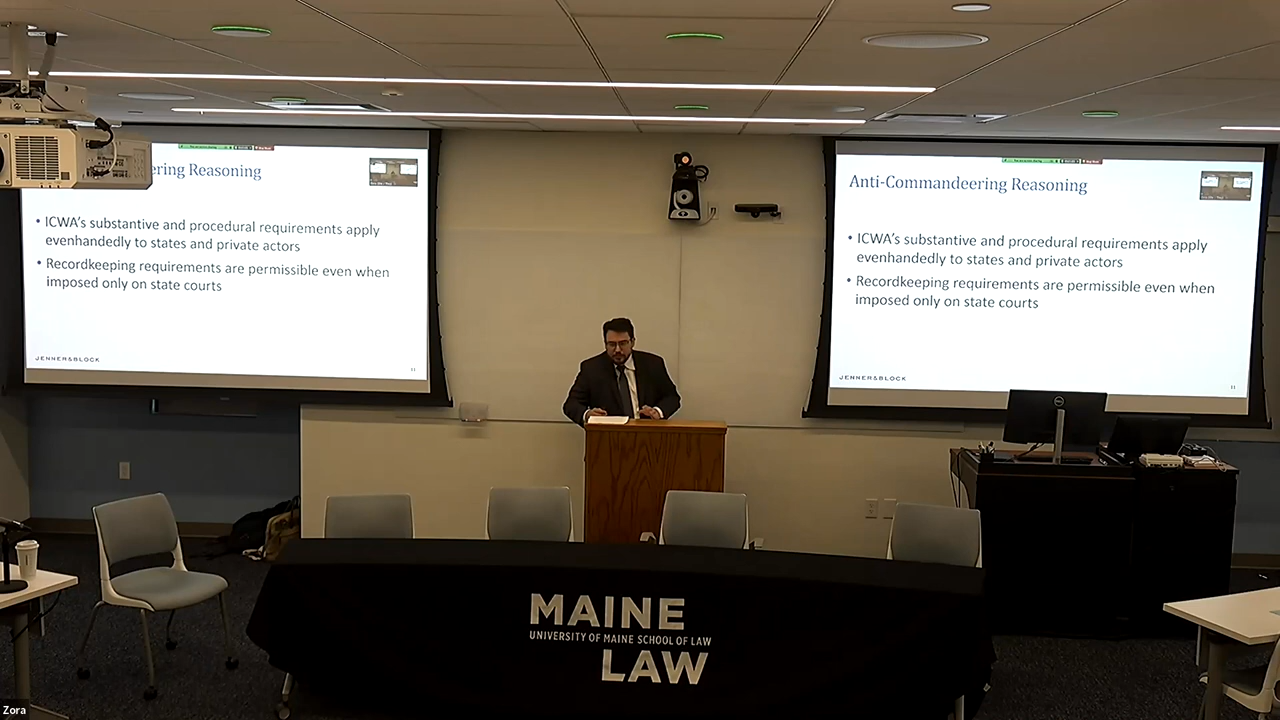 ering Reasoning
• ICWA's substantive and procedural requirements apply
evenhandedly to states and private actors
• Recordkeeping requirements are permissible even when
imposed only on state courts
JENNER&BLOCK
11
Anti-Commandeering Reasoning
• ICWA's substantive and procedural requirements apply
evenhandedly to states and private actors
• Recordkeeping requirements are permissible even when
imposed only on state courts
JENNER&BLOCK
11
MAINE
UNIVERSITY OF MAINE SCHOOL OF LAW
LAW
Zora